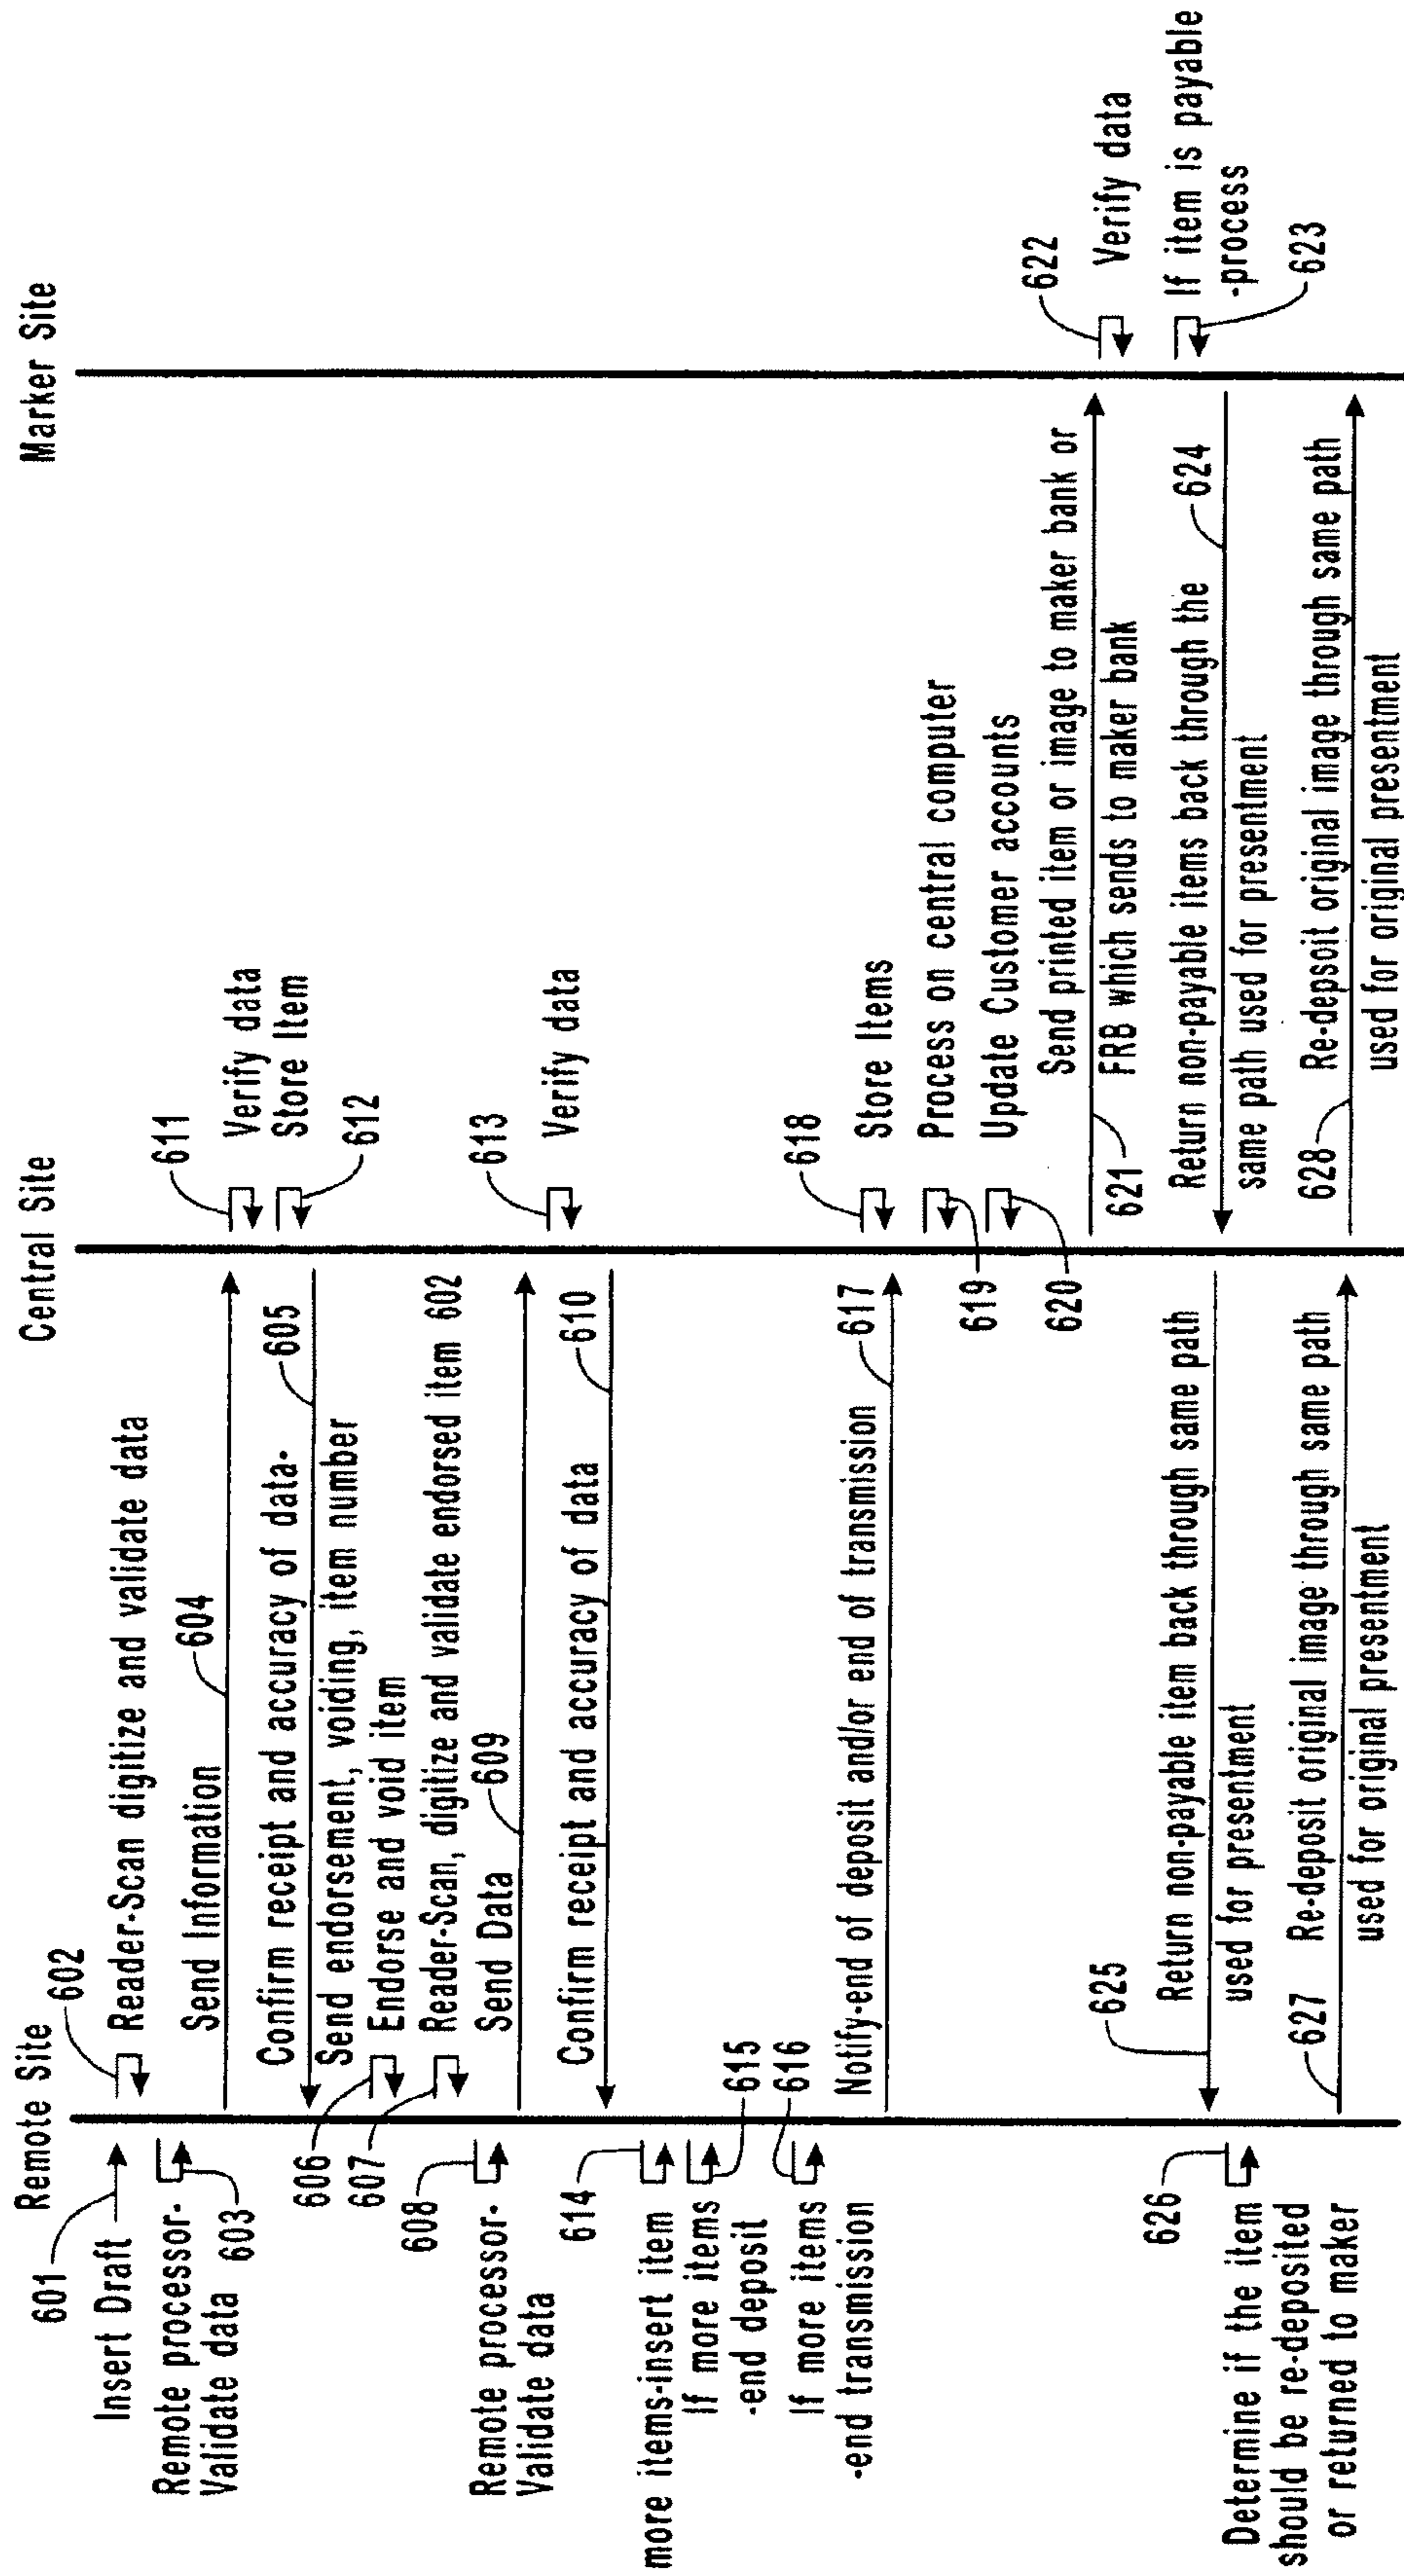 Remote Site
Central Site
Marker Site
601
Insert Draft
602
Reader-Scan digitize and validate data
Remote processor-
Validate data
603
Send Information
604
611
Verify data
Store Item
612
Confirm receipt and accuracy of data-
605
Send endorsement, voiding, item number
606
Endorse and void item
607
Reader-Scan, digitize and validate endorsed item 602
608
Remote processor-
Validate data
Send Data
609
613
Verify data
Confirm receipt and accuracy of data
610
614
more items-insert item
If more items
-end deposit
615
If more items
-end transmission
616
Notify-end of deposit and/or end of transmission
617
618
Store Items
Process on central computer
619
Update Customer accounts
620
Send printed item or image to maker bank or
FRB which sends to maker bank
621
622
Verify data
If item is payable
-process
623
Return non-payable items back through the
same path used for presentment
624
625
Return non-payable item back through same path
used for presentment
626
Determine if the item
should be re-deposited
or returned to maker
627
Re-deposit original image through same path
used for original presentment
628
Re-depsoit original image through same path
used for original presentment